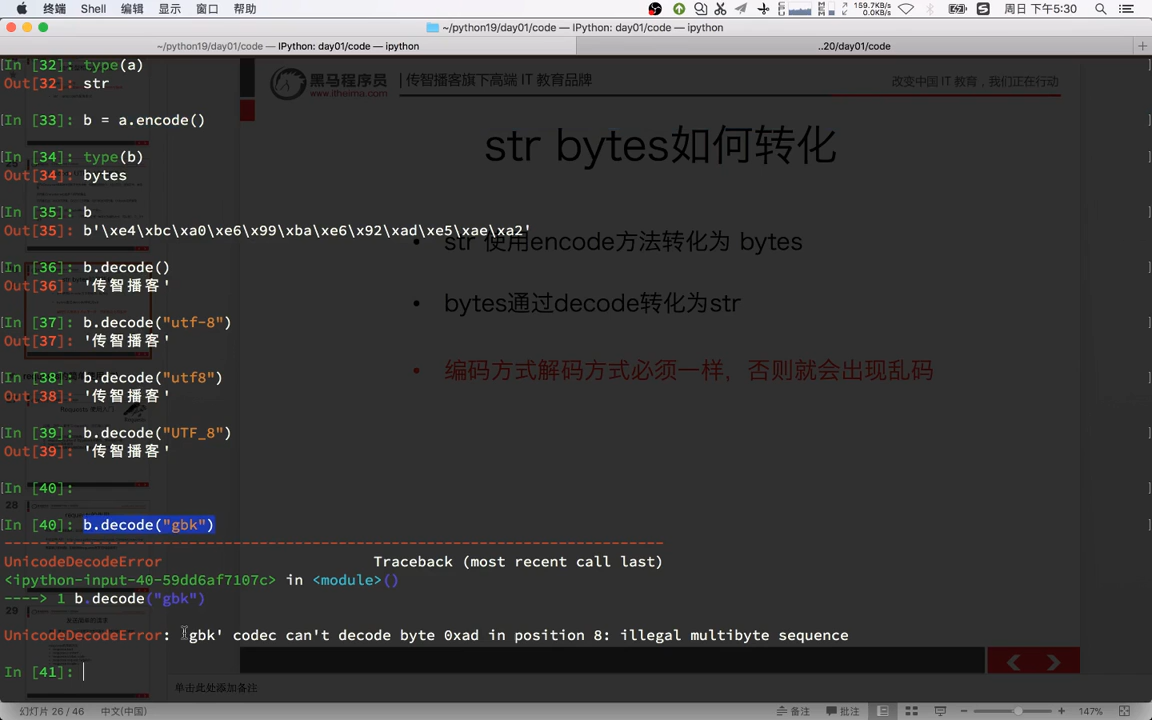 终端 Shell 编辑 显示 窗口 帮助
159.7KB/s
0.0KB/s
周日 下午5:30
~/python19/day01/code — IPython: day01/code — ipython
~/python19/day01/code — IPython: day01/code — ipython
..20/day01/code
In [32]: type(a)
Out[32]: str
In [33]: b = a.encode()
In [34]: type(b)
Out[34]: bytes
In [35]: b
Out[35]: b'\xe4\xbc\xa0\xe6\x99\xba\xe6\x92\xad\xe5\xae\xa2'
In [36]: b.decode()
Out[36]: '传智播客'
In [37]: b.decode("utf-8")
Out[37]: '传智播客'
In [38]: b.decode("utf8")
Out[38]: '传智播客'
In [39]: b.decode("UTF_8")
Out[39]: '传智播客'
In [40]:
In [40]: b.decode("gbk")
UnicodeDecodeError Traceback (most recent call last)
<ipython-input-40-59dd6af7107c> in <module>()
----> 1 b.decode("gbk")
UnicodeDecodeError: 'gbk' codec can't decode byte 0xad in position 8: illegal multibyte sequence
In [41]:
黑马程序员 | 传智播客旗下高端 IT 教育品牌
www.itheima.com
改变中国 IT 教育，我们正在行动
str bytes如何转化
• str 使用encode方法转化为 bytes
• bytes通过decode转化为str
• 编码方式解码方式必须一样，否则就会出现乱码
28
29
单击此处添加备注
幻灯片 26 / 46 中文(中国)
备注 批注 147%